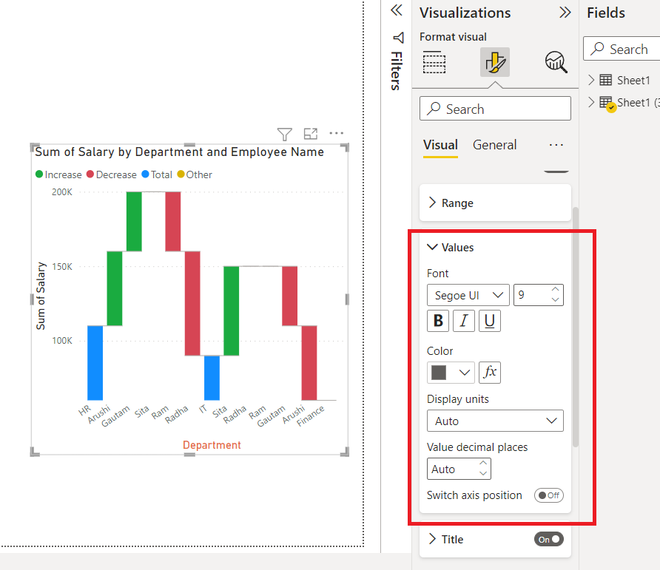 Visualizations
Fields
Format visual
Filters
Search
Search
Sheet1
Sheet1 (3
Visual
General
Range
Values
Font
Segoe UI
9
B
I
U
Color
fx
Display units
Auto
Value decimal places
Auto
Switch axis position
Off
Title
On
Sum of Salary by Department and Employee Name
Increase
Decrease
Total
Other
Sum of Salary
200K
150K
100K
HR
Arushi
Gautam
Sita
Ram
Radha
IT
Sita
Radha
Ram
Gautam
Arushi
Finance
Department